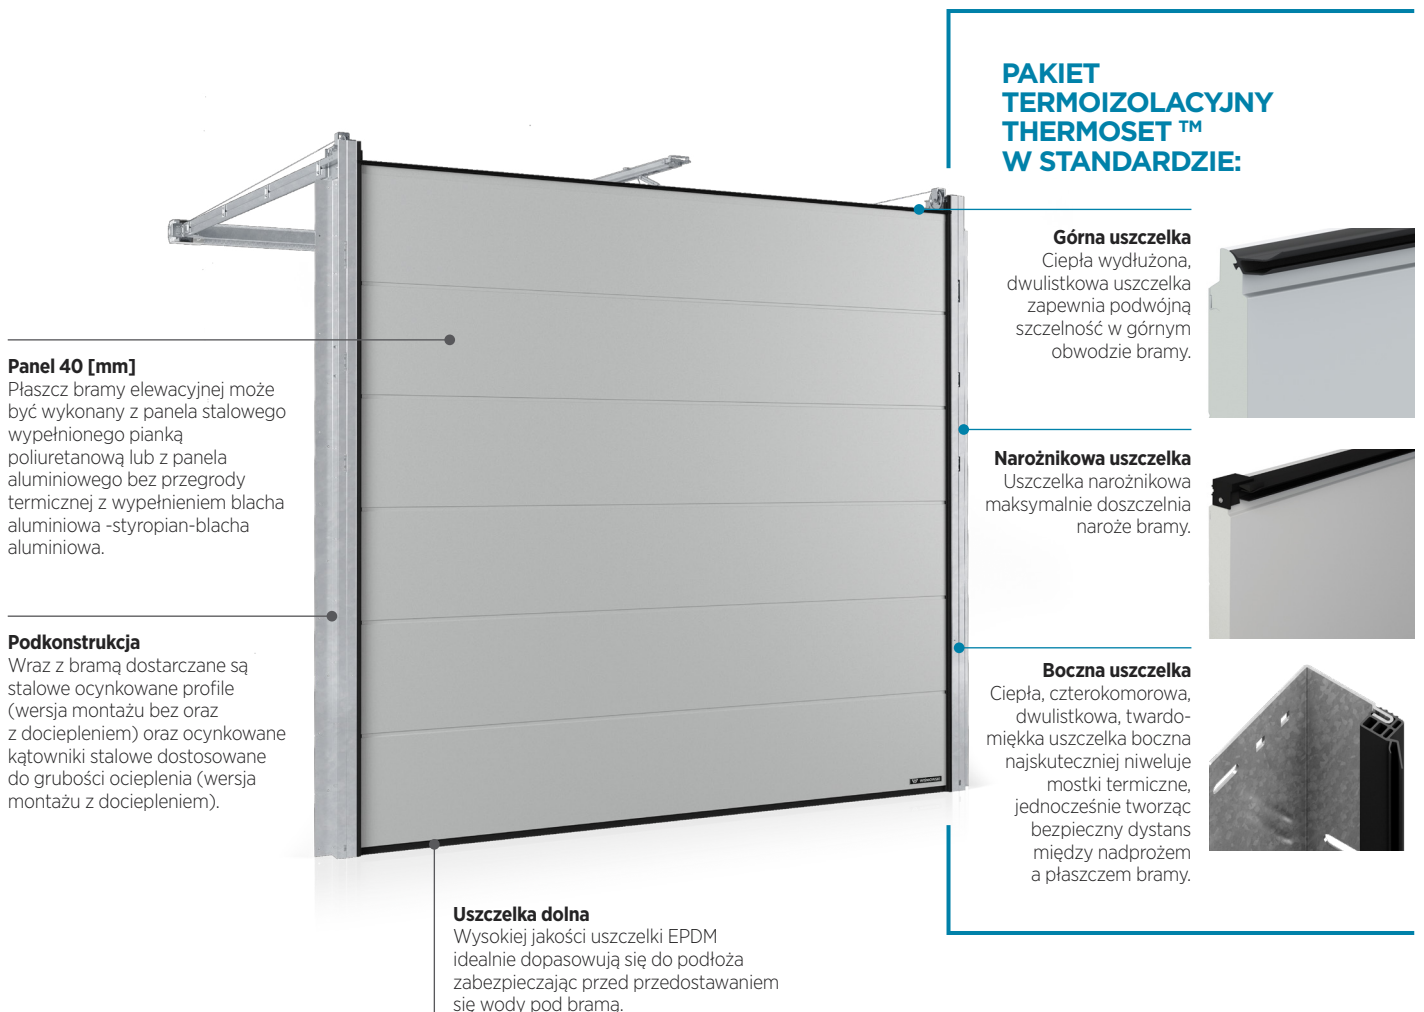 PAKIET
TERMOIZOLACYJNY
THERMOSET ™
W STANDARDZIE:
Górna uszczelka
Ciepła wydłużona,
dwulistkowa uszczelka
zapewnia podwójną
szczelność w górnym
obwodzie bramy.
Narożnikowa uszczelka
Uszczelka narożnikowa
maksymalnie doszczelnia
naroże bramy.
Boczna uszczelka
Ciepła, czterokomorowa,
dwulistkowa, twardo-
miękka uszczelka boczna
najskuteczniej niweluje
mostki termiczne,
jednocześnie tworząc
bezpieczny dystans
między nadprożem
a płaszczem bramy.
Panel 40 [mm]
Płaszcz bramy elewacyjnej może
być wykonany z panela stalowego
wypełnionego pianką
poliuretanową lub z panela
aluminiowego bez przegrody
termicznej z wypełnieniem blacha
aluminiowa -styropian-blacha
aluminiowa.
Podkonstrukcja
Wraz z bramą dostarczane są
stalowe ocynkowane profile
(wersja montażu bez oraz
z dociepleniem) oraz ocynkowane
kątowniki stalowe dostosowane
do grubości ocieplenia (wersja
montażu z dociepleniem).
Uszczelka dolna
Wysokiej jakości uszczelki EPDM
idealnie dopasowują się do podłoża
zabezpieczając przed przedostawaniem
się wody pod bramą.